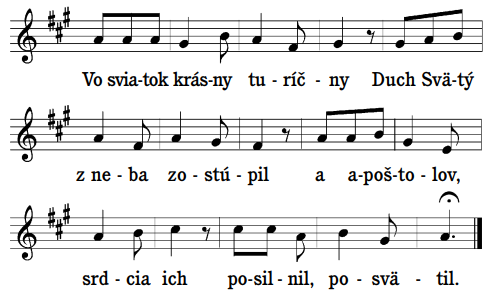 Vo svia-tok krás-ny tu - ríč - ny Duch Svä-tý
z ne - ba zo - stú - pil a a-poš-to - lov,
srd - cia ich po-sil - nil, po - svä - til.